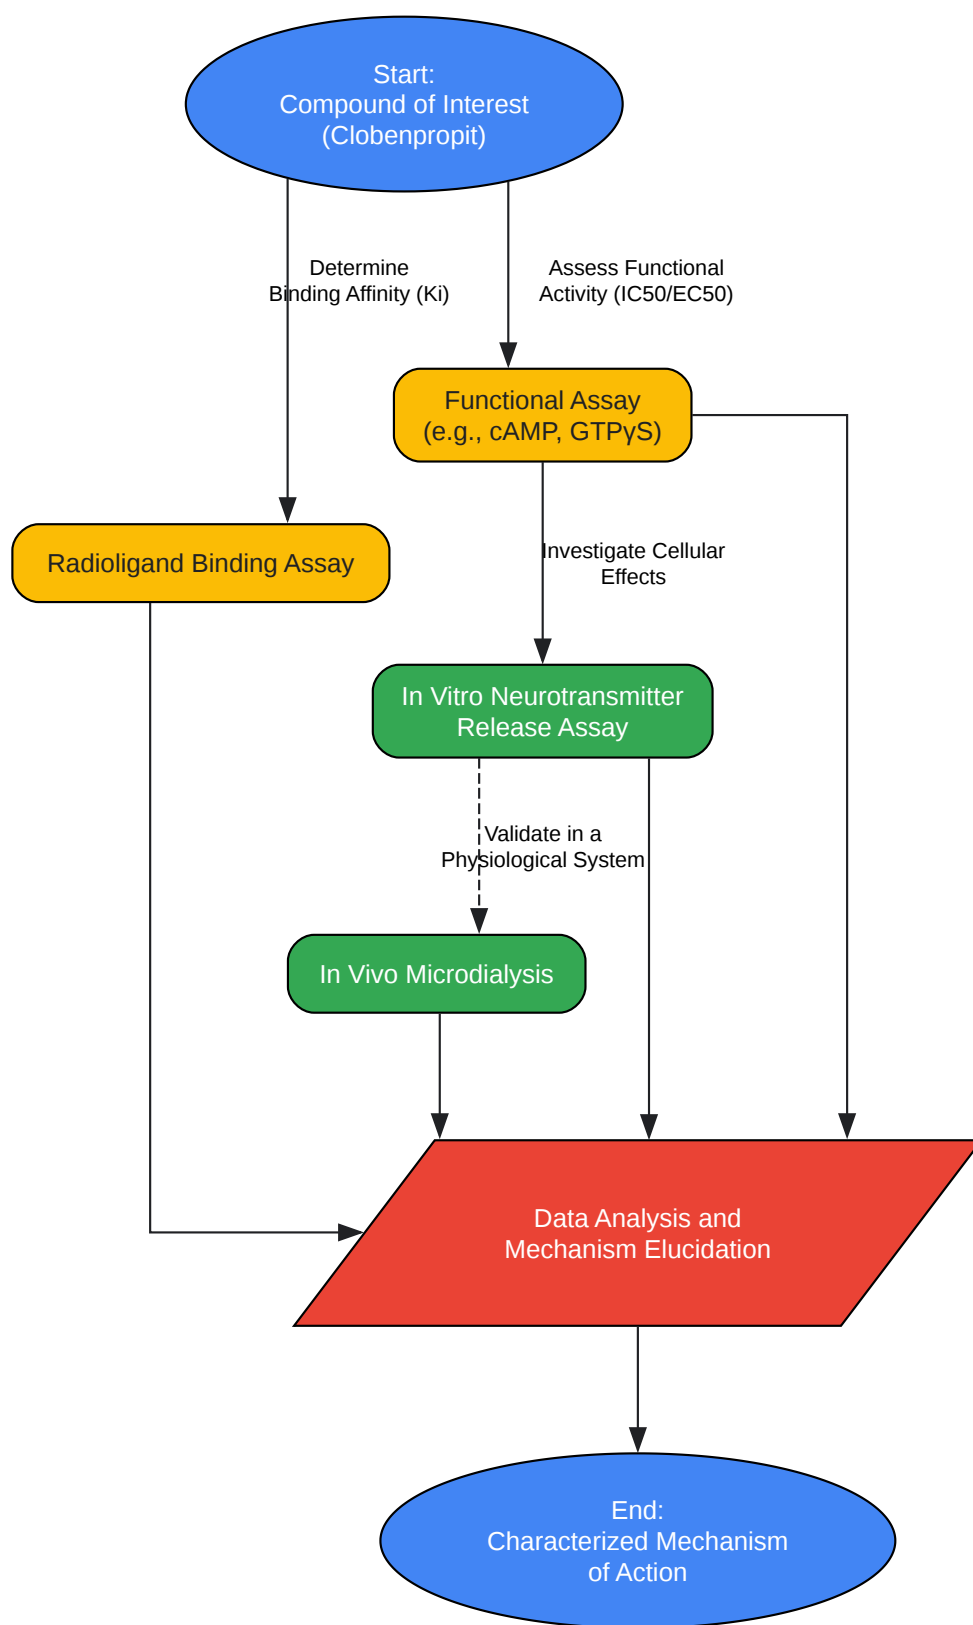 Start:
Compound of Interest
(Clobenpropit)
Determine
Binding Affinity (Ki)
Assess Functional
Activity (IC50/EC50)
Functional Assay
(e.g., cAMP, GTPγS)
Radioligand Binding Assay
Investigate Cellular
Effects
In Vitro Neurotransmitter
Release Assay
Validate in a
Physiological System
In Vivo Microdialysis
Data Analysis and
Mechanism Elucidation
End:
Characterized Mechanism
of Action